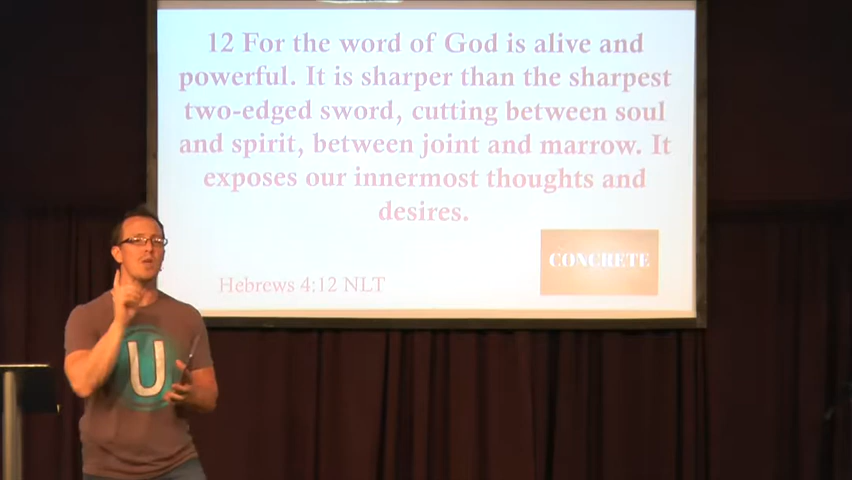 12 For the word of God is alive and
powerful. It is sharper than the sharpest
two-edged sword, cutting between soul
and spirit, between joint and marrow. It
exposes our innermost thoughts and
desires.
CONCRETE
Hebrews 4:12 NLT
U